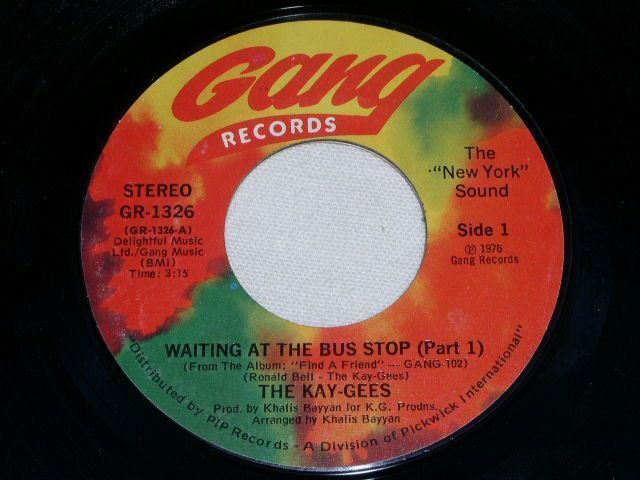 Gang
RECORDS
The
"New York"
Sound
STEREO
GR-1326
(GR-1326-A)
Delightful Music
Ltd./Gang Music
(BMI)
Time: 3:15
Side 1
Ⓟ 1976
Gang Records
WAITING AT THE BUS STOP (Part 1)
(From The Album: "Find A Friend" — GANG 102)
(Ronald Bell - The Kay-Gees)
THE KAY-GEES
Prod. by Khalis Bayyan for K.G. Prodns.
Arranged by Khalis Bayyan
"Distributed by PIP Records - A Division of Pickwick International"